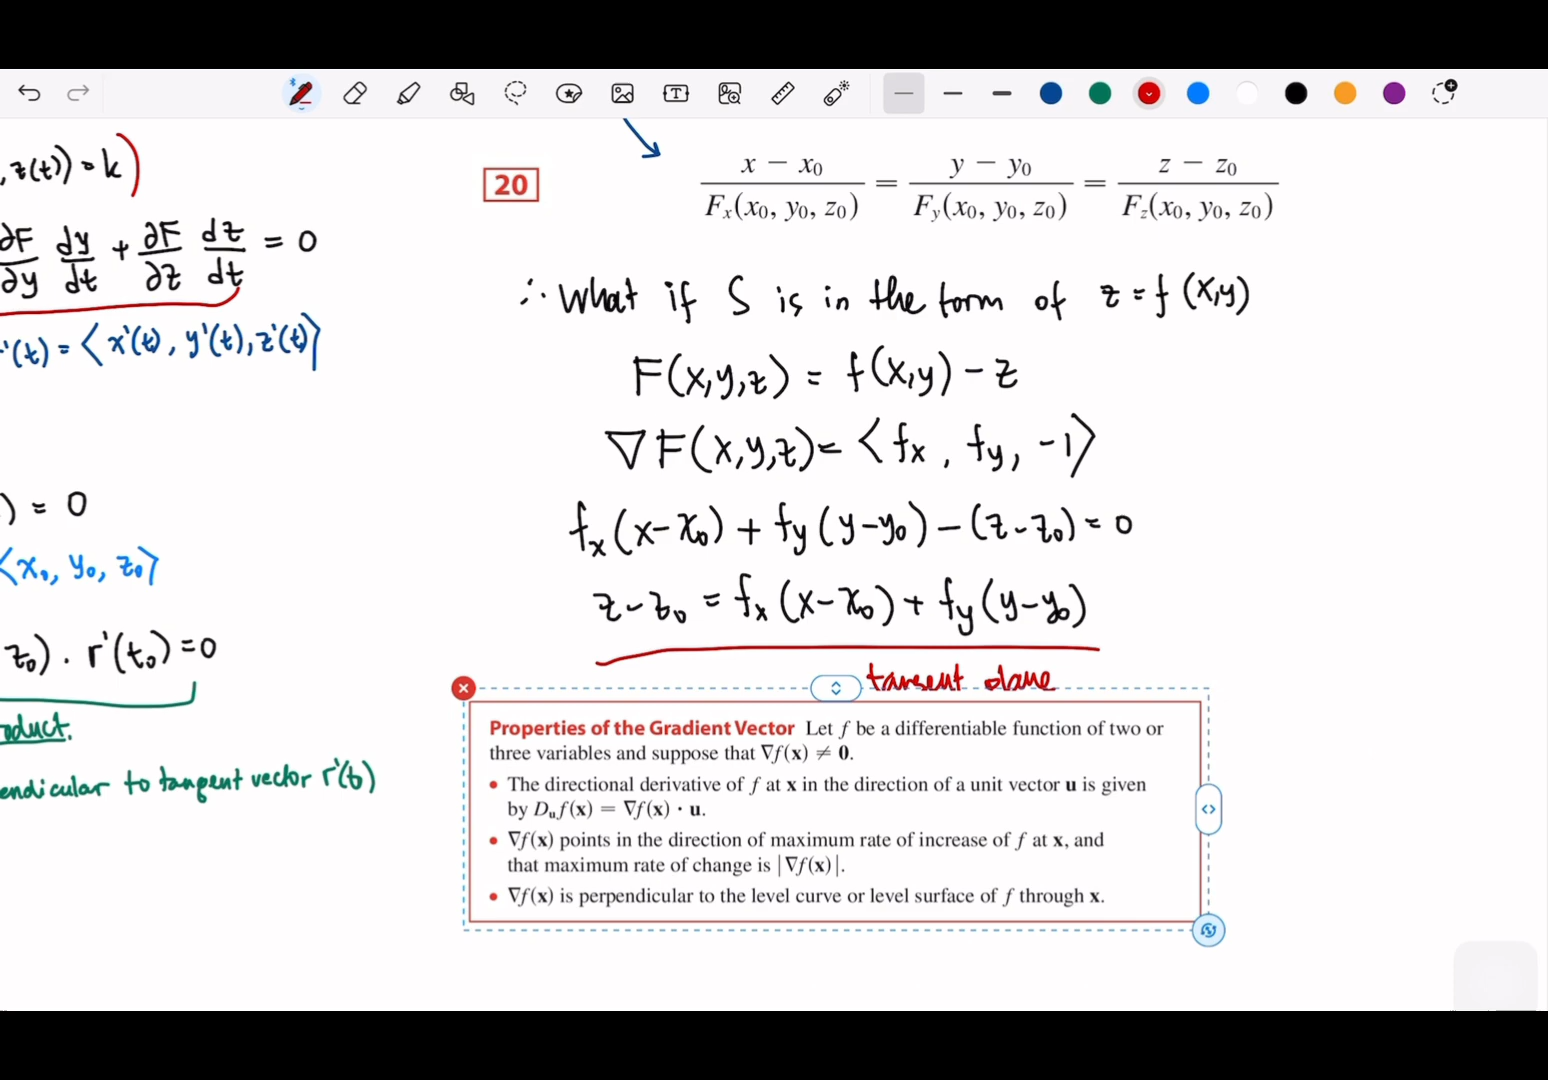 , z(t)) = k)
∂F/∂y dy/dt + ∂F/∂z dz/dt = 0
r'(t) = ⟨x'(t), y'(t), z'(t)⟩
) = 0
⟨x₀, y₀, z₀⟩
z₀) · r'(t₀) = 0
oduct.
endicular to tangent vector r'(t₀)
20
(x − x₀)/Fₓ(x₀, y₀, z₀) = (y − y₀)/F_y(x₀, y₀, z₀) = (z − z₀)/F_z(x₀, y₀, z₀)
∴ What if S is in the form of z = f(x,y)
F(x,y,z) = f(x,y) − z
∇F(x,y,z) = ⟨fₓ, f_y, −1⟩
fₓ(x−x₀) + f_y(y−y₀) − (z−z₀) = 0
z−z₀ = fₓ(x−x₀) + f_y(y−y₀)
tangent plane
Properties of the Gradient Vector Let f be a differentiable function of two or
three variables and suppose that ∇f(x) ≠ 0.
• The directional derivative of f at x in the direction of a unit vector u is given
by Dᵤf(x) = ∇f(x) · u.
• ∇f(x) points in the direction of maximum rate of increase of f at x, and
that maximum rate of change is |∇f(x)|.
• ∇f(x) is perpendicular to the level curve or level surface of f through x.